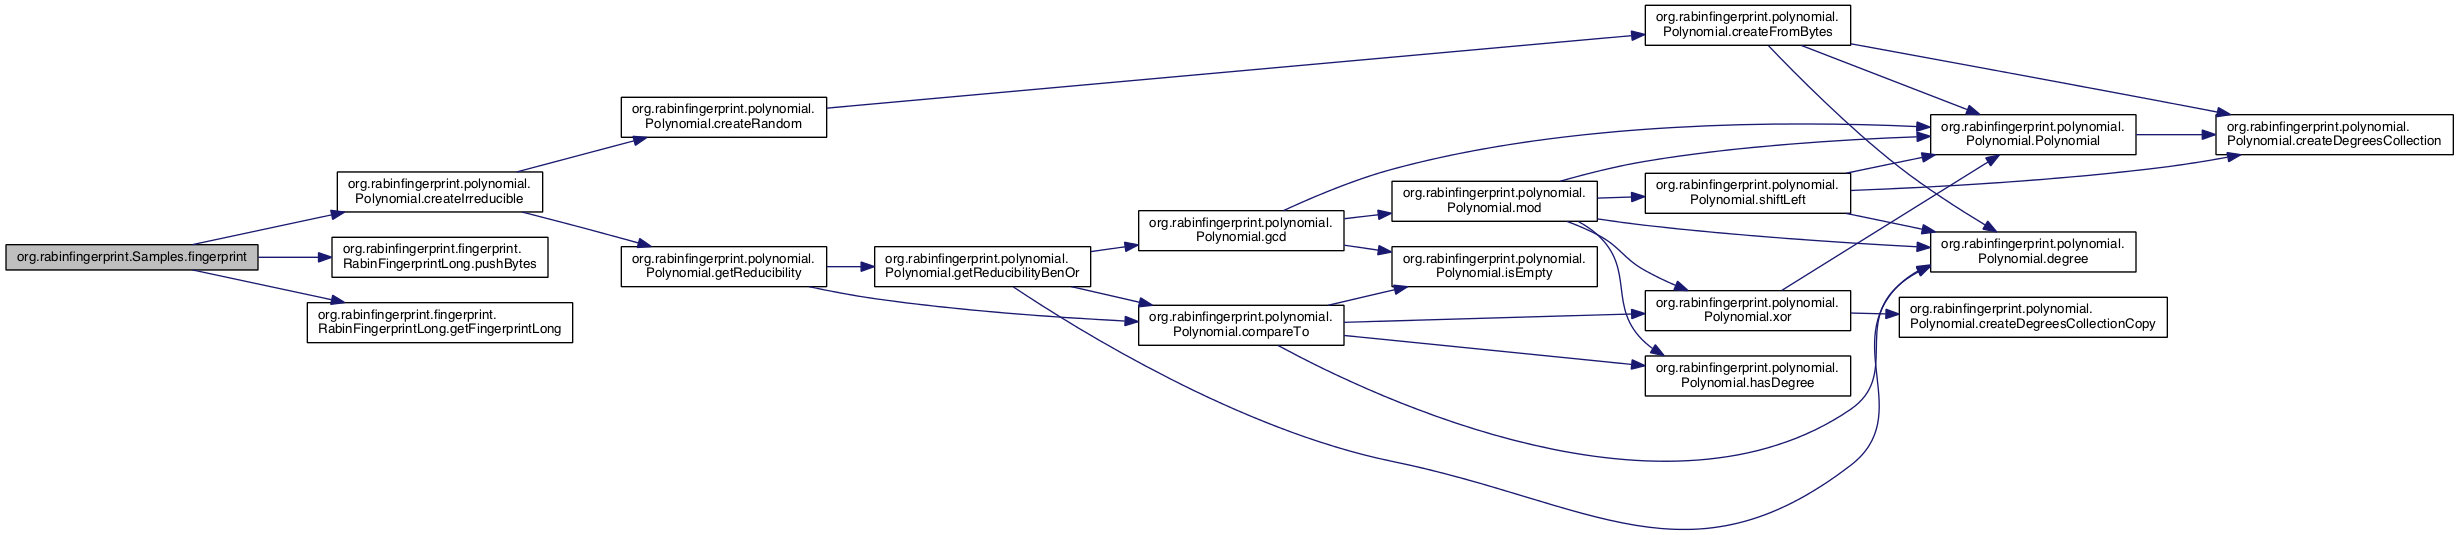 org.rabinfingerprint.Samples.fingerprint
org.rabinfingerprint.polynomial.
Polynomial.createIrreducible
org.rabinfingerprint.fingerprint.
RabinFingerprintLong.pushBytes
org.rabinfingerprint.fingerprint.
RabinFingerprintLong.getFingerprintLong
org.rabinfingerprint.polynomial.
Polynomial.createRandom
org.rabinfingerprint.polynomial.
Polynomial.getReducibility
org.rabinfingerprint.polynomial.
Polynomial.getReducibilityBenOr
org.rabinfingerprint.polynomial.
Polynomial.gcd
org.rabinfingerprint.polynomial.
Polynomial.compareTo
org.rabinfingerprint.polynomial.
Polynomial.mod
org.rabinfingerprint.polynomial.
Polynomial.isEmpty
org.rabinfingerprint.polynomial.
Polynomial.createFromBytes
org.rabinfingerprint.polynomial.
Polynomial.shiftLeft
org.rabinfingerprint.polynomial.
Polynomial.xor
org.rabinfingerprint.polynomial.
Polynomial.hasDegree
org.rabinfingerprint.polynomial.
Polynomial.Polynomial
org.rabinfingerprint.polynomial.
Polynomial.degree
org.rabinfingerprint.polynomial.
Polynomial.createDegreesCollectionCopy
org.rabinfingerprint.polynomial.
Polynomial.createDegreesCollection